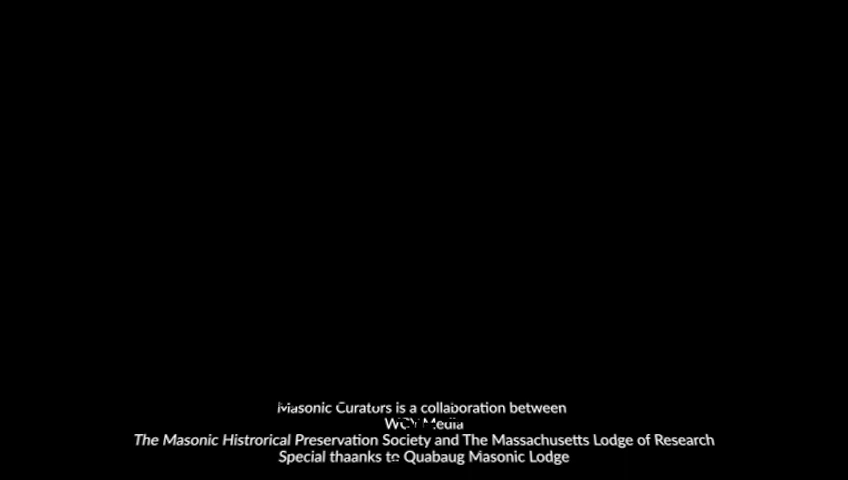 Masonic Curators is a collaboration between
Media
The Masonic Histrorical Preservation Society and The Massachusetts Lodge of Research
Special thaanks to Quabaug Masonic Lodge